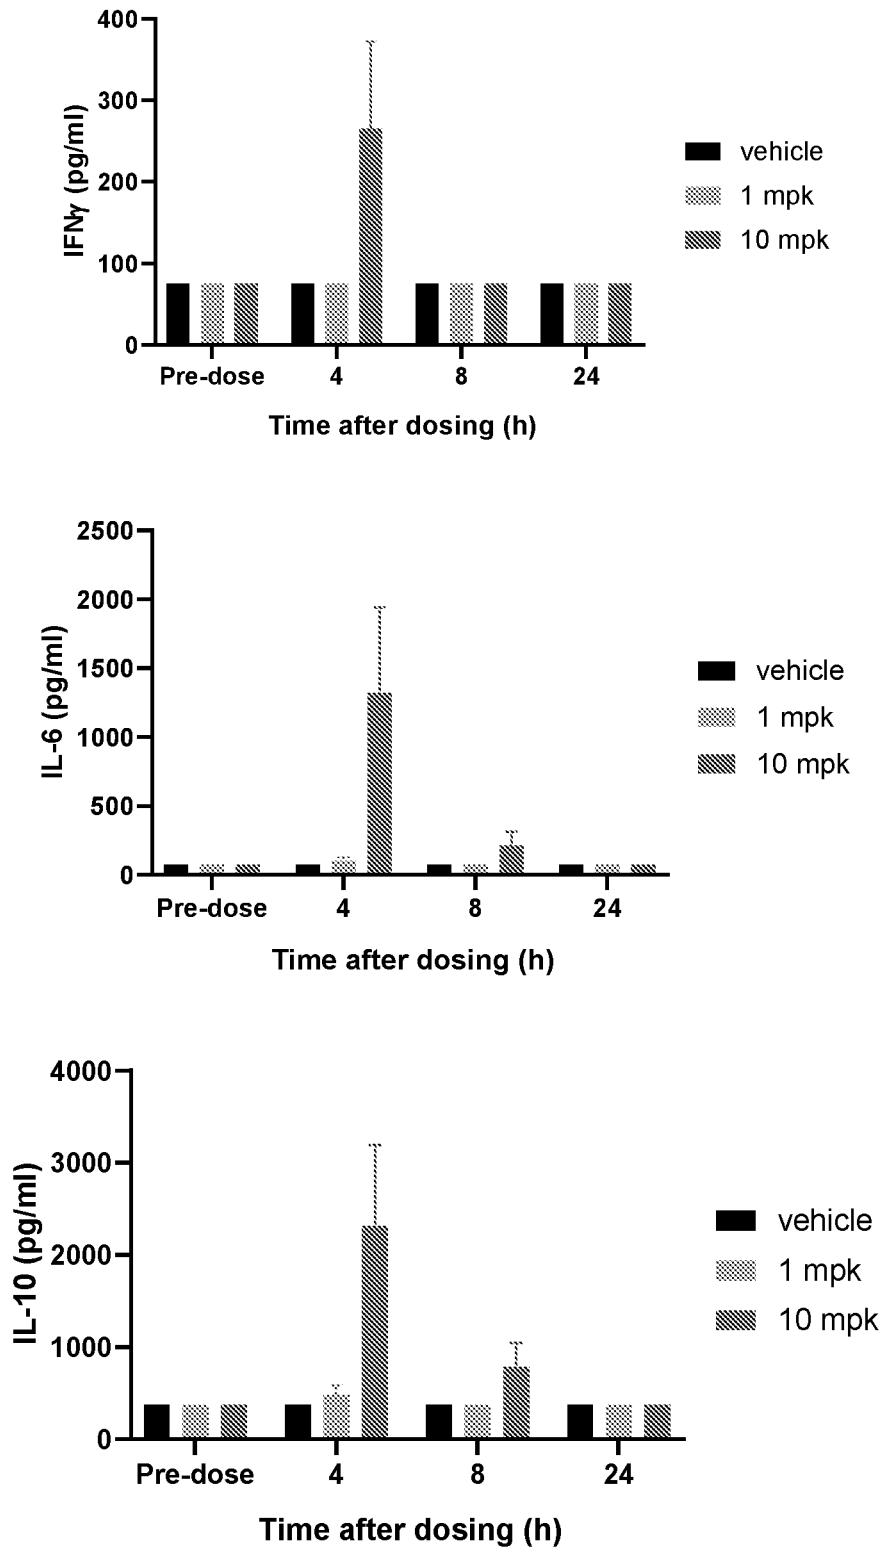 400
300
200
100
0
IFNγ (pg/ml)
Pre-dose 4 8 24
Time after dosing (h)
vehicle
1 mpk
10 mpk
2500
2000
1500
1000
500
0
IL-6 (pg/ml)
Pre-dose 4 8 24
Time after dosing (h)
vehicle
1 mpk
10 mpk
4000
3000
2000
1000
0
IL-10 (pg/ml)
Pre-dose 4 8 24
Time after dosing (h)
vehicle
1 mpk
10 mpk